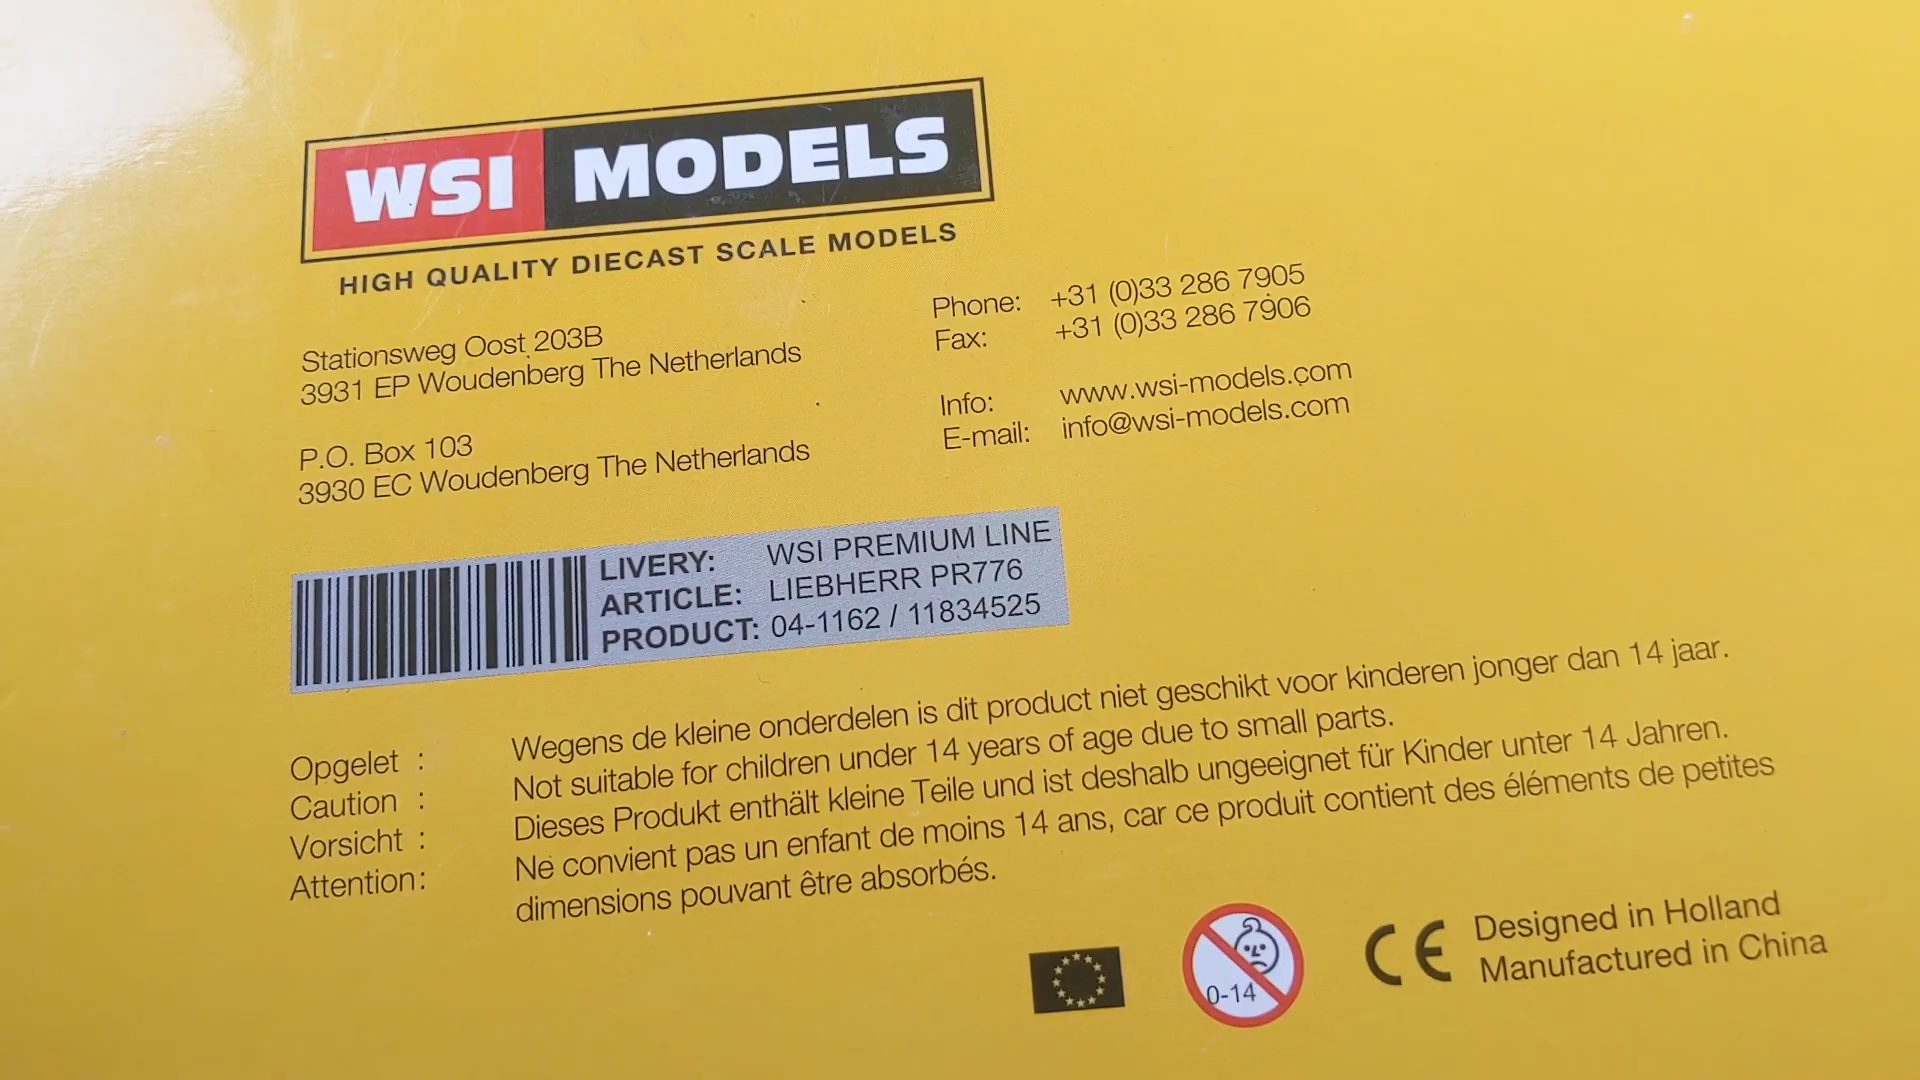 WSI MODELS
HIGH QUALITY DIECAST SCALE MODELS
Stationsweg Oost 203B
3931 EP Woudenberg The Netherlands
P.O. Box 103
3930 EC Woudenberg The Netherlands
Phone: +31 (0)33 286 7905
Fax: +31 (0)33 286 7906
Info: www.wsi-models.com
E-mail: info@wsi-models.com
LIVERY: WSI PREMIUM LINE
ARTICLE: LIEBHERR PR776
PRODUCT: 04-1162 / 11834525
Opgelet : Wegens de kleine onderdelen is dit product niet geschikt voor kinderen jonger dan 14 jaar.
Caution : Not suitable for children under 14 years of age due to small parts.
Vorsicht : Dieses Produkt enthält kleine Teile und ist deshalb ungeeignet für Kinder unter 14 Jahren.
Attention: Ne convient pas un enfant de moins 14 ans, car ce produit contient des éléments de petites
dimensions pouvant être absorbés.
0-14
CE
Designed in Holland
Manufactured in China